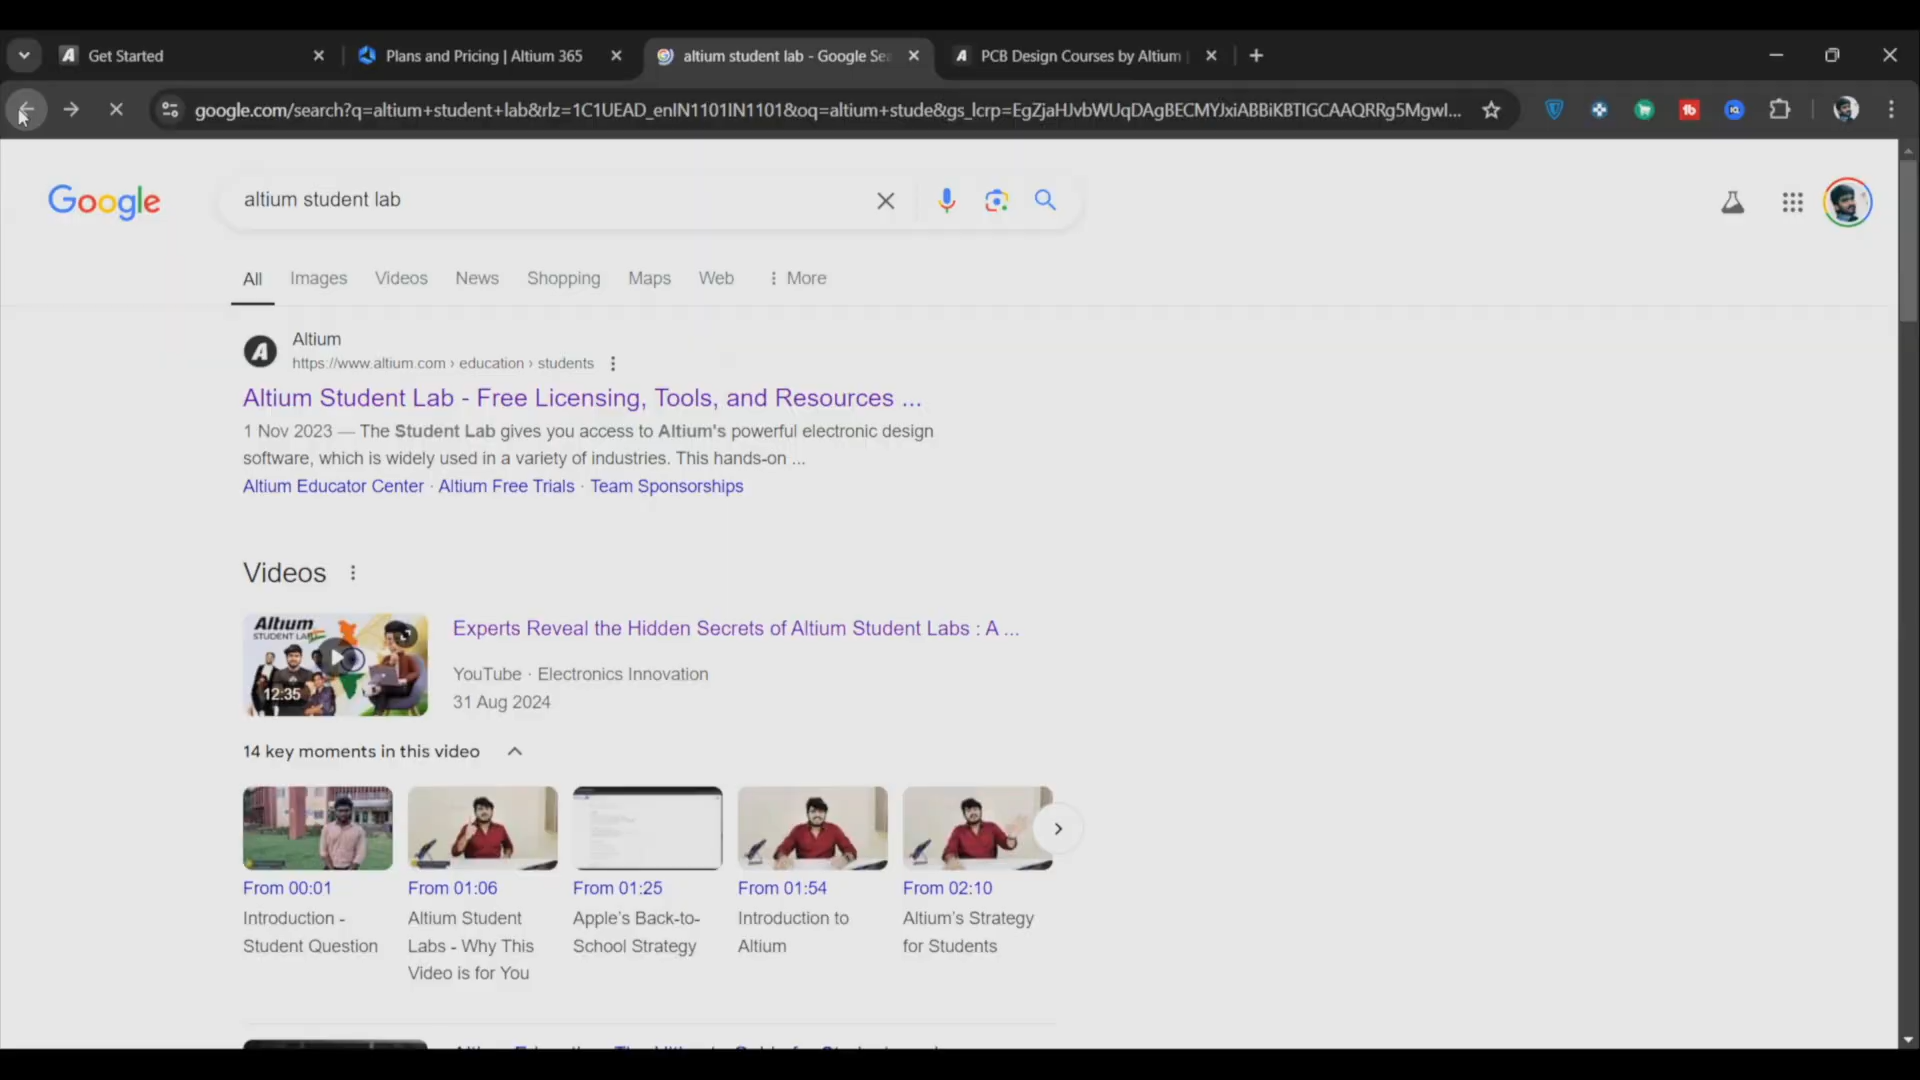 Get Started
Plans and Pricing | Altium 365
altium student lab - Google Sea
PCB Design Courses by Altium
google.com/search?q=altium+student+lab&rlz=1C1UEAD_enIN1101IN1101&oq=altium+stude&gs_lcrp=EgZjaHJvbWUqDAgBECMYJxiABBiKBTIGCAAQRRg5MgwI...
Google
altium student lab
All
Images
Videos
News
Shopping
Maps
Web
More
Altium
https://www.altium.com › education › students
Altium Student Lab - Free Licensing, Tools, and Resources ...
1 Nov 2023 — The Student Lab gives you access to Altium's powerful electronic design
software, which is widely used in a variety of industries. This hands-on ...
Altium Educator Center · Altium Free Trials · Team Sponsorships
Videos
Altium
STUDENT LABS
12:35
Experts Reveal the Hidden Secrets of Altium Student Labs : A ...
YouTube · Electronics Innovation
31 Aug 2024
14 key moments in this video
From 00:01
Introduction -
Student Question
From 01:06
Altium Student
Labs - Why This
Video is for You
From 01:25
Apple's Back-to-
School Strategy
From 01:54
Introduction to
Altium
From 02:10
Altium's Strategy
for Students